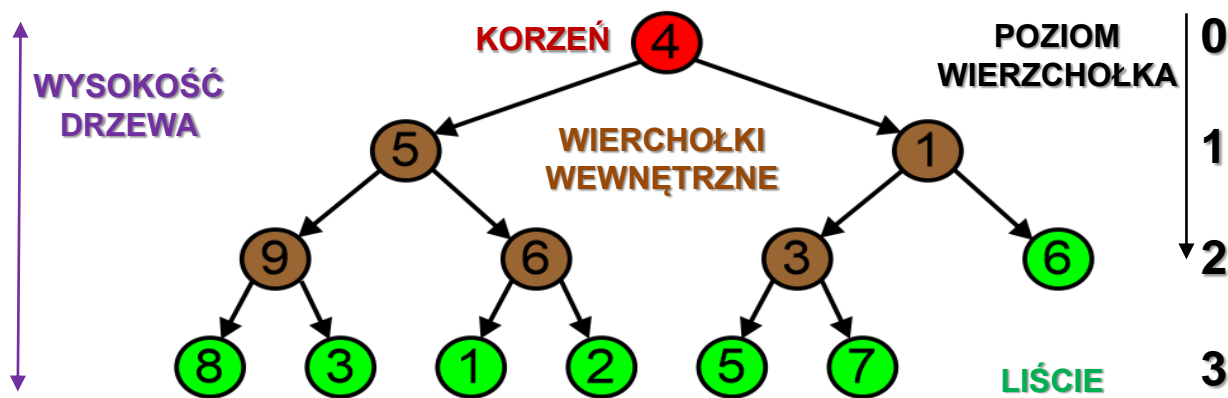 KORZEŃ
4
POZIOM
WIERZCHOŁKA
0
WYSOKOŚĆ
DRZEWA
5
WIERCHOŁKI
WEWNĘTRZNE
1
1
9
6
3
6
2
8
3
1
2
5
7
LIŚCIE
3